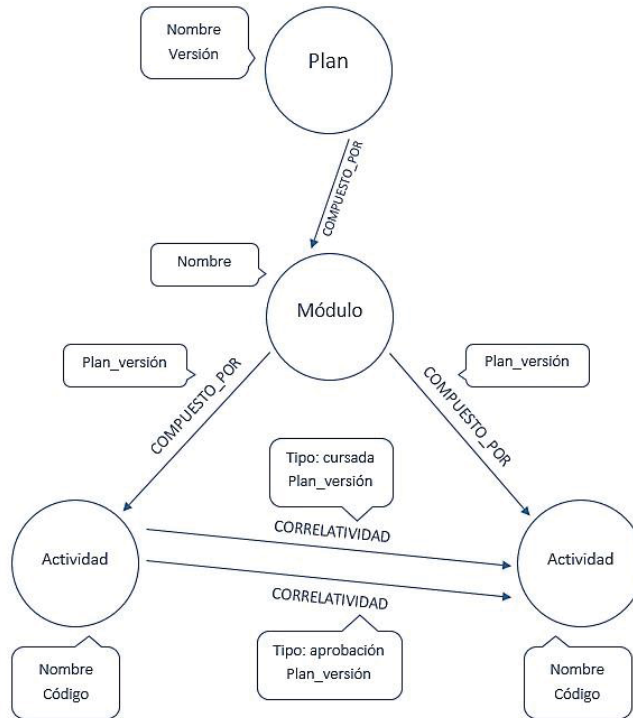 Nombre
Versión
Plan
COMPUESTO_POR
Nombre
Módulo
Plan_versión
Plan_versión
COMPUESTO_POR
COMPUESTO_POR
Tipo: cursada
Plan_versión
CORRELATIVIDAD
Actividad
Actividad
CORRELATIVIDAD
Tipo: aprobación
Plan_versión
Nombre
Código
Nombre
Código